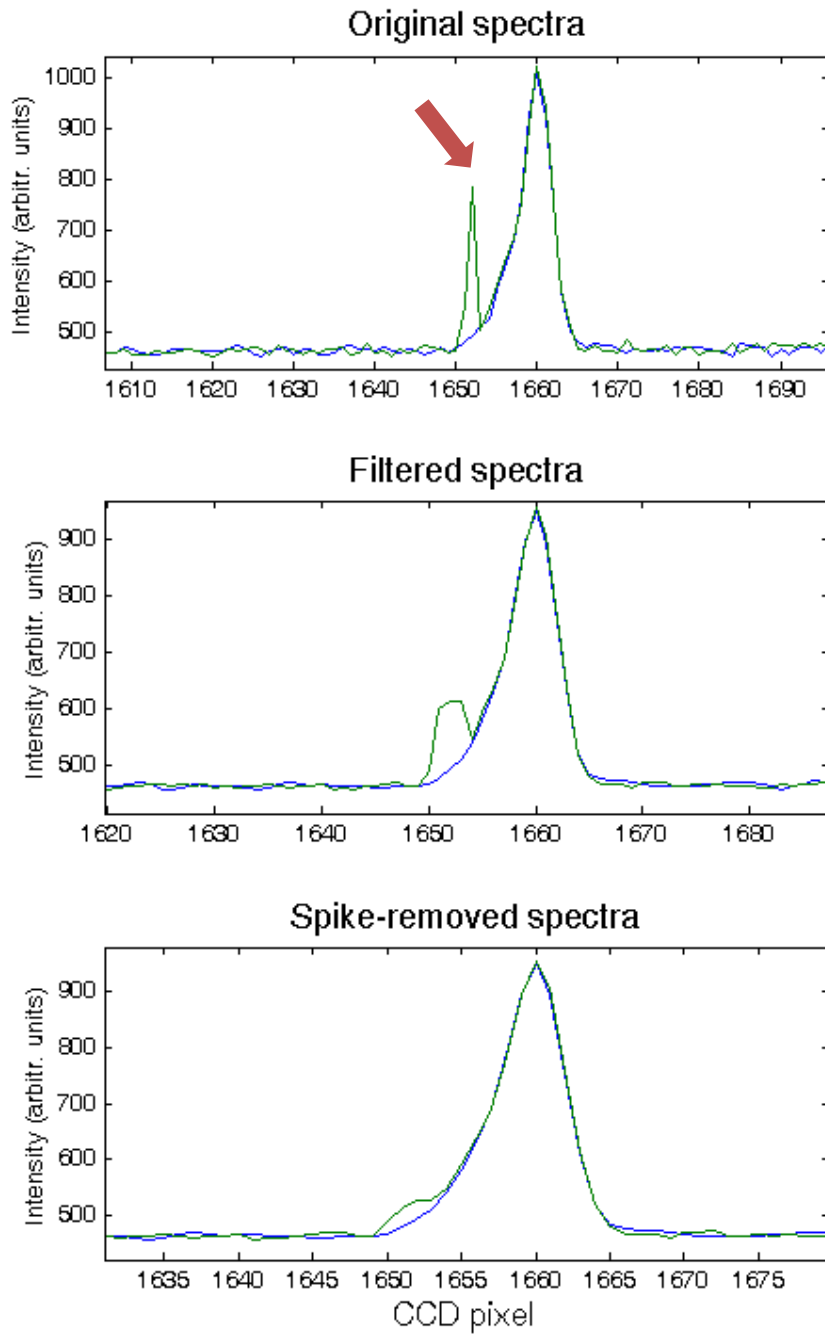 Original spectra
Intensity (arbitr. units)
1000
900
800
700
600
500
1610 1620 1630 1640 1650 1660 1670 1680 1690
Filtered spectra
Intensity (arbitr. units)
900
800
700
600
500
1620 1630 1640 1650 1660 1670 1680
Spike-removed spectra
Intensity (arbitr. units)
900
800
700
600
500
1635 1640 1645 1650 1655 1660 1665 1670 1675
CCD pixel